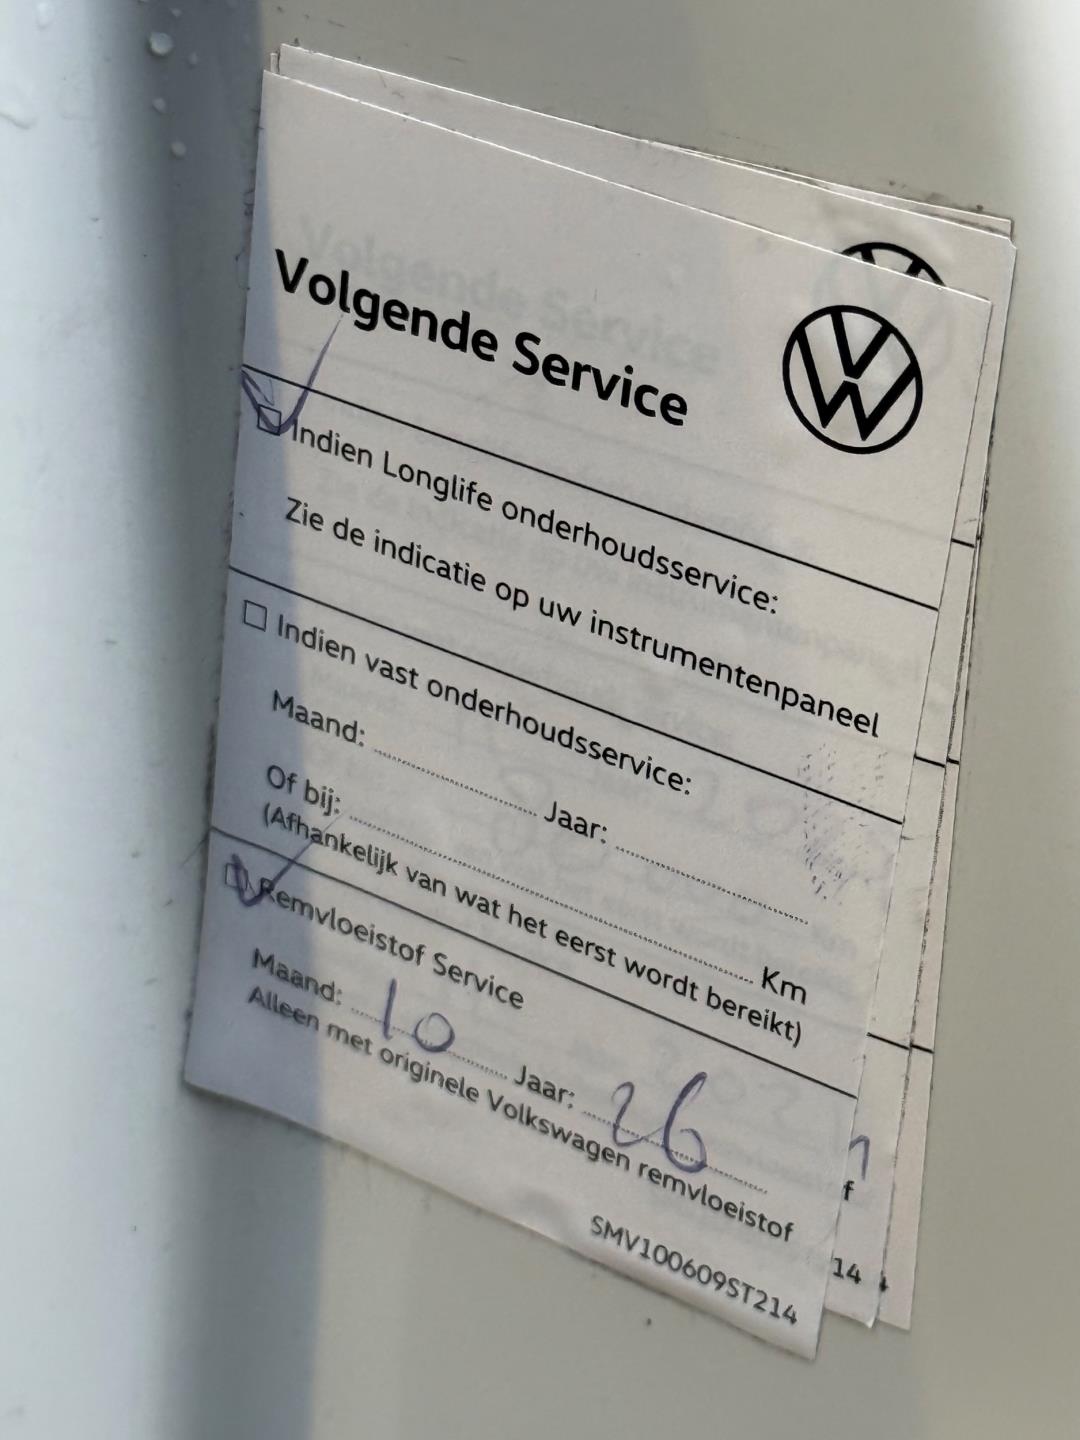 Volgende Service
Indien Longlife onderhoudsservice:
Zie de indicatie op uw instrumentenpaneel
Indien vast onderhoudsservice:
Maand: Jaar:
Of bij: Km
(Afhankelijk van wat het eerst wordt bereikt)
Remvloeistof Service
Maand: 10 Jaar: 26
Alleen met originele Volkswagen remvloeistof
SMV100609ST214
f
14